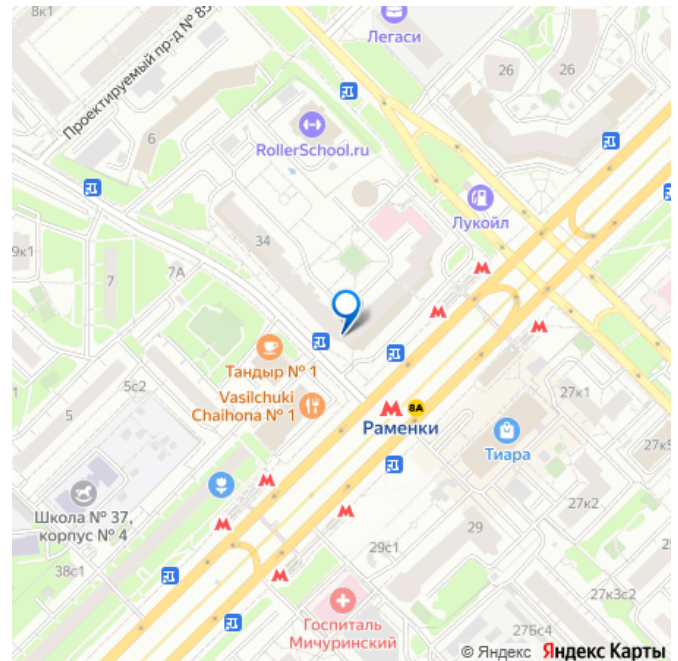 8к1
Легаси
Проектируемый пр-д № 85
26
26
6
RollerSchool.ru
Лукойл
9к1
34
7А
7
Тандыр № 1
Vasilchuki
Chaihona № 1
5с2
5
27к1
М 8А
Раменки
Тиара
27к5
Школа № 37,
корпус № 4
27к2
29
38с1
29с1
2
27к3с2
Госпиталь
Мичуринский
27Бс4
© Яндекс Яндекс Карты